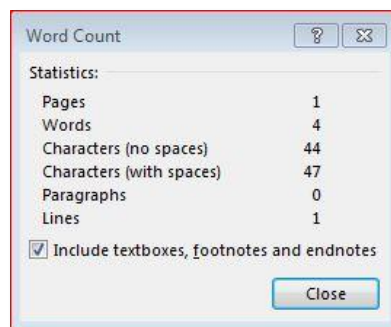 Word Count
Statistics:
Pages 1
Words 4
Characters (no spaces) 44
Characters (with spaces) 47
Paragraphs 0
Lines 1
Include textboxes, footnotes and endnotes
Close